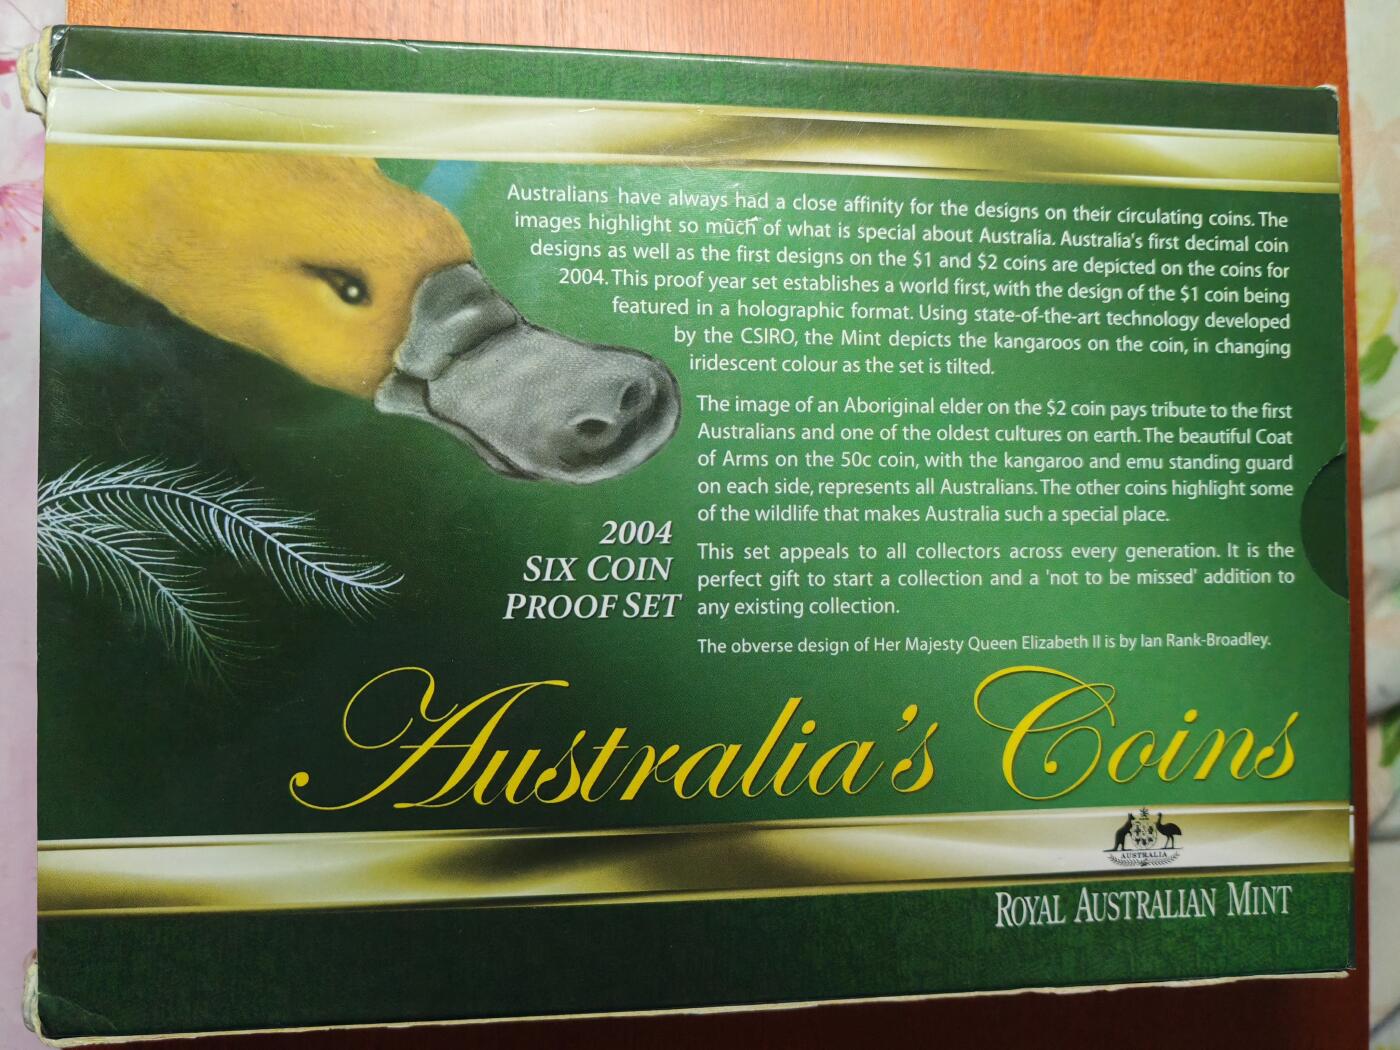 Australians have always had a close affinity for the designs on their circulating coins. The
images highlight so much of what is special about Australia. Australia's first decimal coin
designs as well as the first designs on the $1 and $2 coins are depicted on the coins for
2004. This proof year set establishes a world first, with the design of the $1 coin being
featured in a holographic format. Using state-of-the-art technology developed
by the CSIRO, the Mint depicts the kangaroos on the coin, in changing
iridescent colour as the set is tilted.
The image of an Aboriginal elder on the $2 coin pays tribute to the first
Australians and one of the oldest cultures on earth. The beautiful Coat
of Arms on the 50c coin, with the kangaroo and emu standing guard
on each side, represents all Australians. The other coins highlight some
of the wildlife that makes Australia such a special place.
This set appeals to all collectors across every generation. It is the
perfect gift to start a collection and a 'not to be missed' addition to
any existing collection.
The obverse design of Her Majesty Queen Elizabeth II is by Ian Rank-Broadley.
2004
SIX COIN
PROOF SET
Australia's Coins
AUSTRALIA
ROYAL AUSTRALIAN MINT